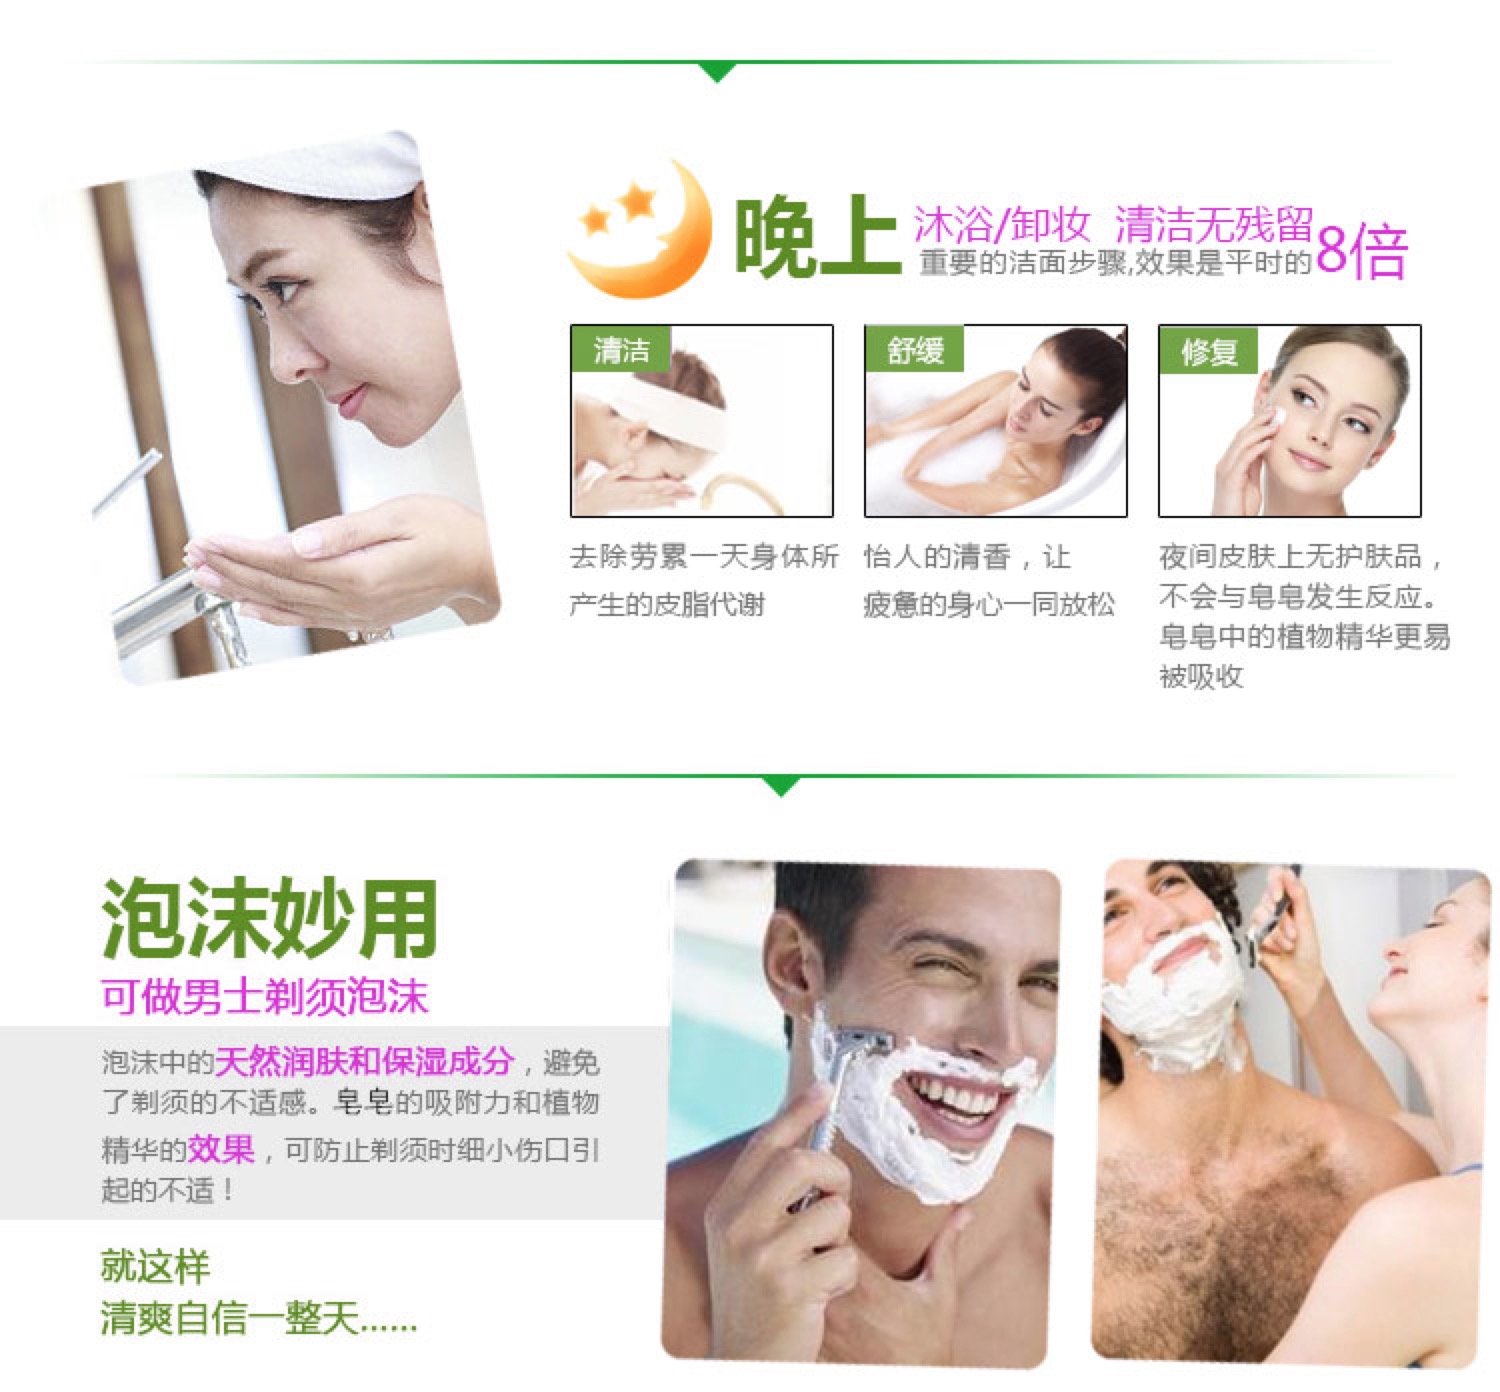 晚上
沐浴/卸妆 清洁无残留
重要的洁面步骤,效果是平时的8倍
清洁
舒缓
修复
去除劳累一天身体所
产生的皮脂代谢
怡人的清香，让
疲惫的身心一同放松
夜间皮肤上无护肤品，
不会与皂皂发生反应。
皂皂中的植物精华更易
被吸收
泡沫妙用
可做男士剃须泡沫
泡沫中的天然润肤和保湿成分，避免
了剃须的不适感。皂皂的吸附力和植物
精华的效果，可防止剃须时细小伤口引
起的不适！
就这样
清爽自信一整天......